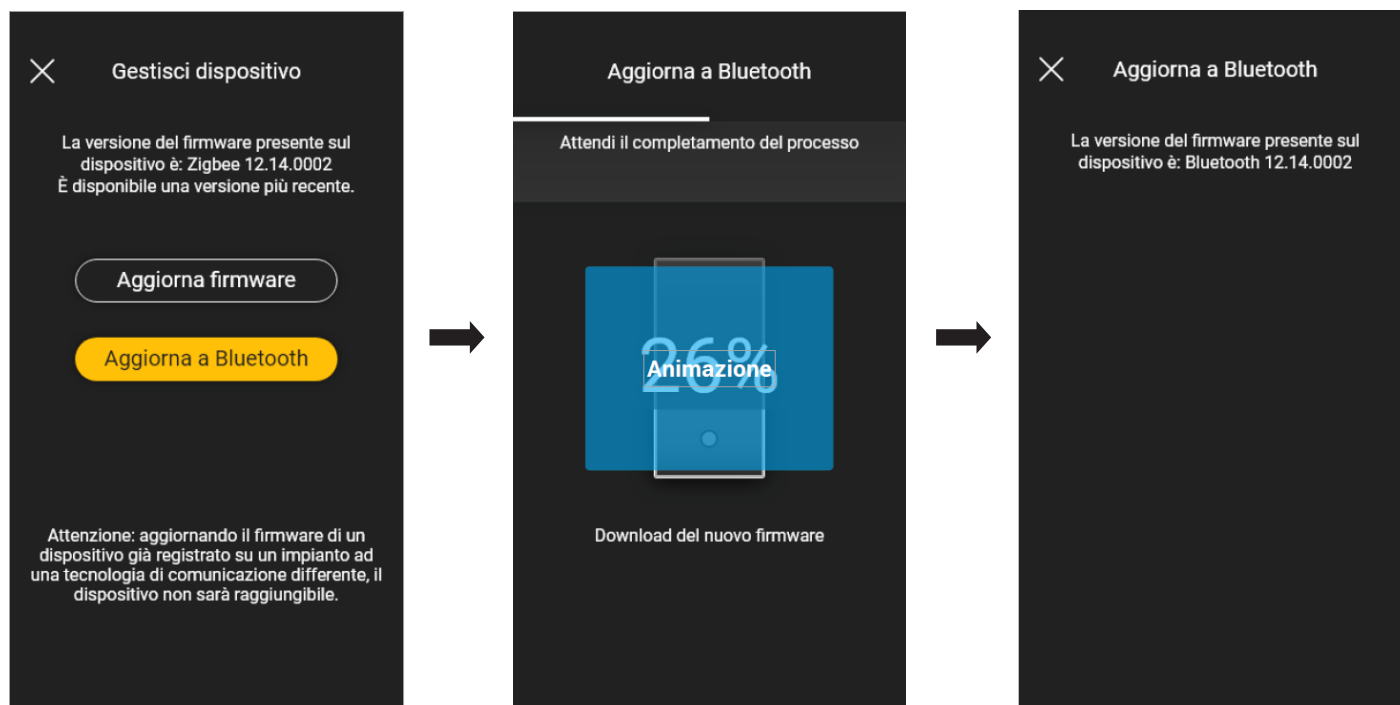 Gestisci dispositivo
La versione del firmware presente sul
dispositivo è: Zigbee 12.14.0002
È disponibile una versione più recente.
Aggiorna firmware
Aggiorna a Bluetooth
Attenzione: aggiornando il firmware di un
dispositivo già registrato su un impianto ad
una tecnologia di comunicazione differente, il
dispositivo non sarà raggiungibile.
Aggiorna a Bluetooth
Attendi il completamento del processo
26%
Animazione
Download del nuovo firmware
Aggiorna a Bluetooth
La versione del firmware presente sul
dispositivo è: Bluetooth 12.14.0002